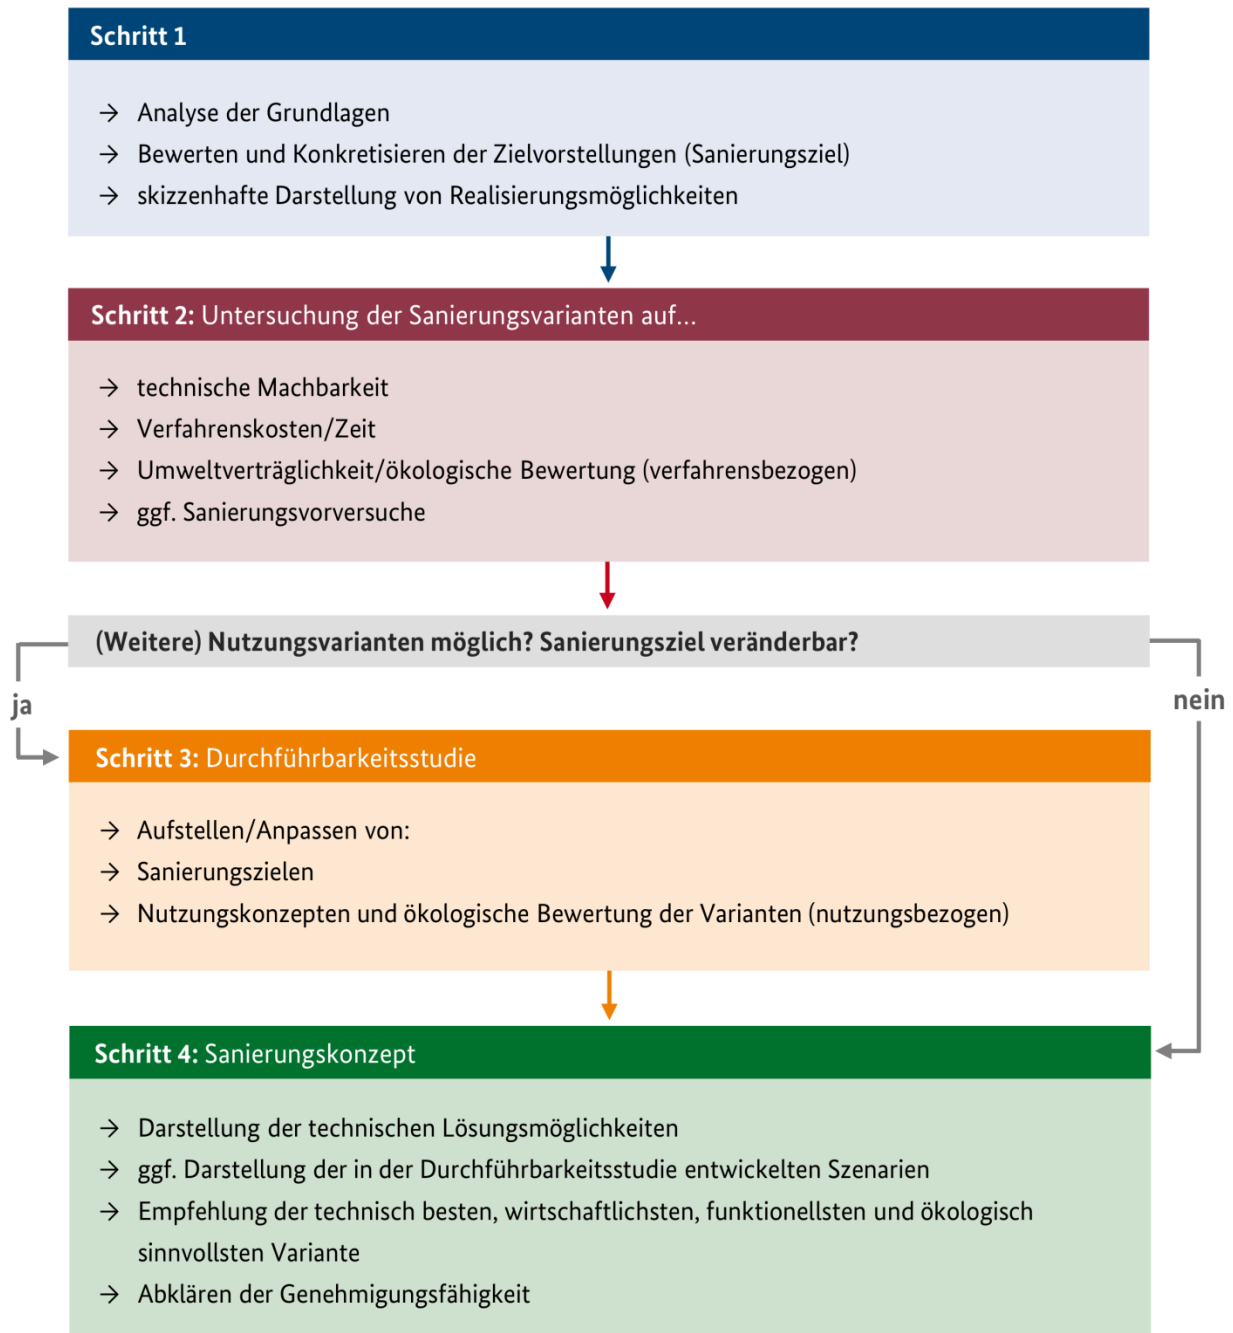 Schritt 1
→ Analyse der Grundlagen
→ Bewerten und Konkretisieren der Zielvorstellungen (Sanierungsziel)
→ skizzenhafte Darstellung von Realisierungsmöglichkeiten
Schritt 2: Untersuchung der Sanierungsvarianten auf...
→ technische Machbarkeit
→ Verfahrenskosten/Zeit
→ Umweltverträglichkeit/ökologische Bewertung (verfahrensbezogen)
→ ggf. Sanierungsvorversuche
(Weitere) Nutzungsvarianten möglich? Sanierungsziel veränderbar?
ja
nein
Schritt 3: Durchführbarkeitsstudie
→ Aufstellen/Anpassen von:
→ Sanierungszielen
→ Nutzungskonzepten und ökologische Bewertung der Varianten (nutzungsbezogen)
Schritt 4: Sanierungskonzept
→ Darstellung der technischen Lösungsmöglichkeiten
→ ggf. Darstellung der in der Durchführbarkeitsstudie entwickelten Szenarien
→ Empfehlung der technisch besten, wirtschaftlichsten, funktionellsten und ökologisch
sinnvollsten Variante
→ Abklären der Genehmigungsfähigkeit